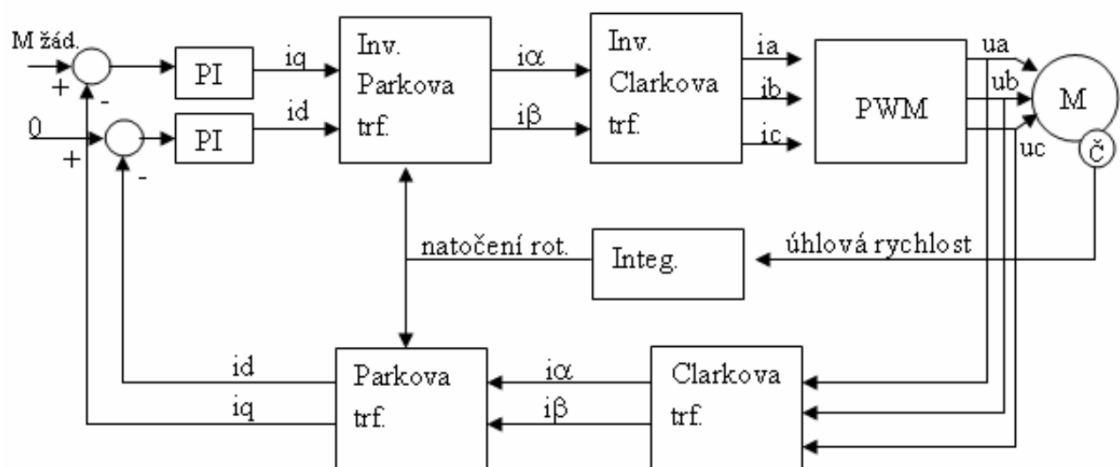 M žád.
+
-
PI
iq
Inv.
Parkova
trf.
iα
Inv.
Clarkova
trf.
ia
ib
ic
PWM
ua
ub
uc
M
Č
0
+
-
PI
id
iβ
natočení rot.
Integ.
úhlová rychlost
id
iq
Parkova
trf.
iα
iβ
Clarkova
trf.